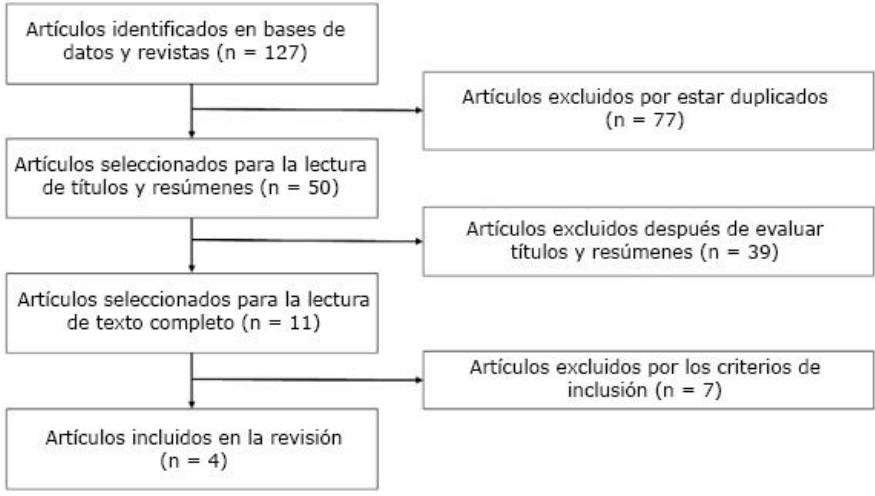 Artículos identificados en bases de
datos y revistas (n = 127)
Artículos excluidos por estar duplicados
(n = 77)
Artículos seleccionados para la lectura
de títulos y resúmenes (n = 50)
Artículos excluidos después de evaluar
títulos y resúmenes (n = 39)
Artículos seleccionados para la lectura
de texto completo (n = 11)
Artículos excluidos por los criterios de
inclusión (n = 7)
Artículos incluidos en la revisión
(n = 4)